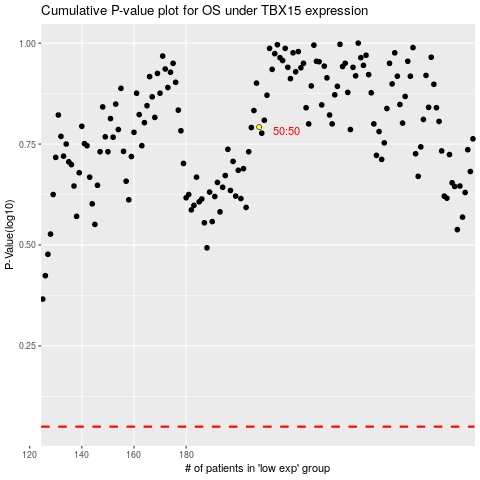 Cumulative P-value plot for OS under TBX15 expression
P-Value(log10)
1.00
0.75
0.50
0.25
50:50
120 140 160 180
# of patients in 'low exp' group